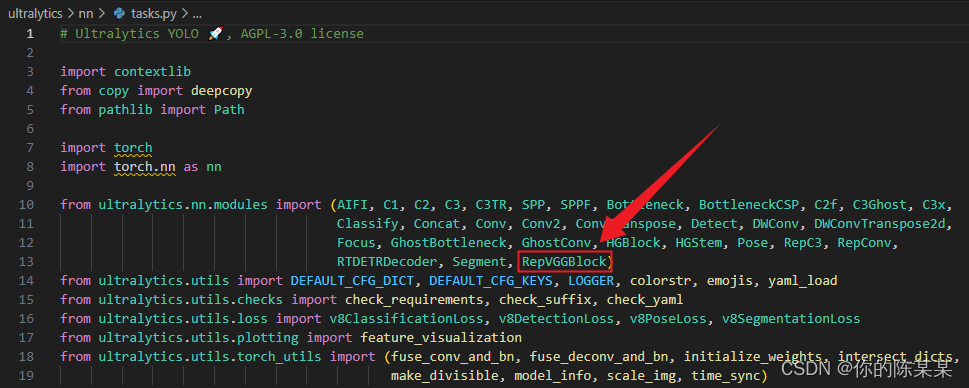 ultralytics > nn > tasks.py > ...
1 # Ultralytics YOLO 🚀, AGPL-3.0 license
2
3 import contextlib
4 from copy import deepcopy
5 from pathlib import Path
6
7 import torch
8 import torch.nn as nn
9
10 from ultralytics.nn.modules import (AIFI, C1, C2, C3, C3TR, SPP, SPPF, Bottleneck, BottleneckCSP, C2f, C3Ghost, C3x,
11 Classify, Concat, Conv, Conv2, ConvTranspose, Detect, DWConv, DWConvTranspose2d,
12 Focus, GhostBottleneck, GhostConv, HGBlock, HGStem, Pose, RepC3, RepConv,
13 RTDETRDecoder, Segment, RepVGGBlock)
14 from ultralytics.utils import DEFAULT_CFG_DICT, DEFAULT_CFG_KEYS, LOGGER, colorstr, emojis, yaml_load
15 from ultralytics.utils.checks import check_requirements, check_suffix, check_yaml
16 from ultralytics.utils.loss import v8ClassificationLoss, v8DetectionLoss, v8PoseLoss, v8SegmentationLoss
17 from ultralytics.utils.plotting import feature_visualization
18 from ultralytics.utils.torch_utils import (fuse_conv_and_bn, fuse_deconv_and_bn, initialize_weights, intersect_dicts,
19 make_divisible, model_info, scale_img, time_sync)
CSDN @你的陈某某